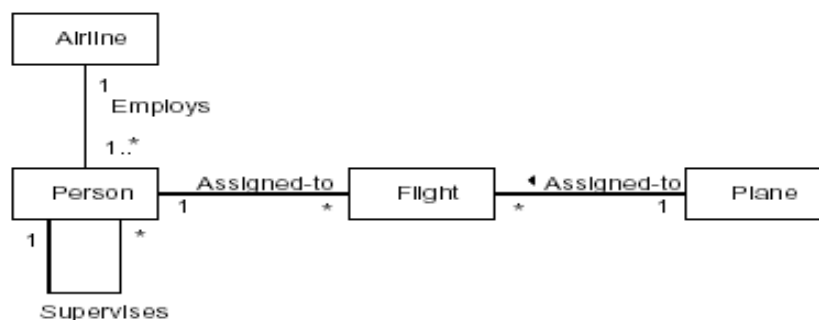 Airline
1
Employs
1..*
Person Assigned-to Flight ◀ Assigned-to Plane
1 * * 1
1 *
Supervises